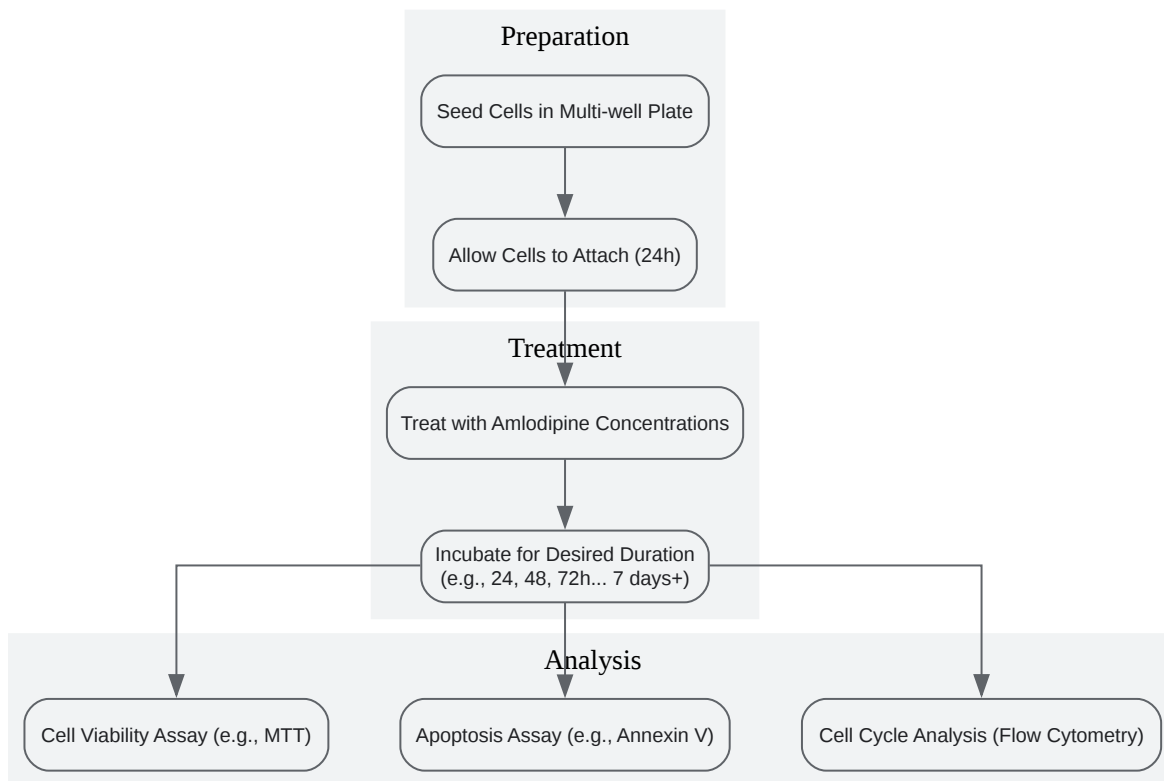 Preparation
Seed Cells in Multi-well Plate
Allow Cells to Attach (24h)
Treatment
Treat with Amlodipine Concentrations
Incubate for Desired Duration
(e.g., 24, 48, 72h... 7 days+)
Analysis
Cell Viability Assay (e.g., MTT)
Apoptosis Assay (e.g., Annexin V)
Cell Cycle Analysis (Flow Cytometry)